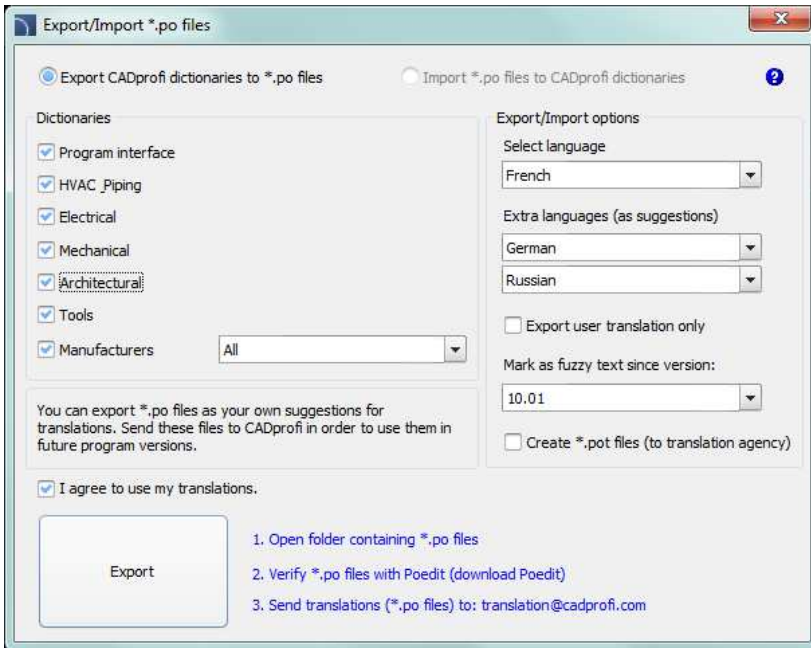 Export/Import *.po files
Export CADprofi dictionaries to *.po files
Import *.po files to CADprofi dictionaries
?
Dictionaries
Program interface
HVAC_Piping
Electrical
Mechanical
Architectural
Tools
Manufacturers
All
Export/Import options
Select language
French
Extra languages (as suggestions)
German
Russian
Export user translation only
Mark as fuzzy text since version:
10.01
Create *.pot files (to translation agency)
You can export *.po files as your own suggestions for
translations. Send these files to CADprofi in order to use them in
future program versions.
I agree to use my translations.
Export
1. Open folder containing *.po files
2. Verify *.po files with Poedit (download Poedit)
3. Send translations (*.po files) to: translation@cadprofi.com